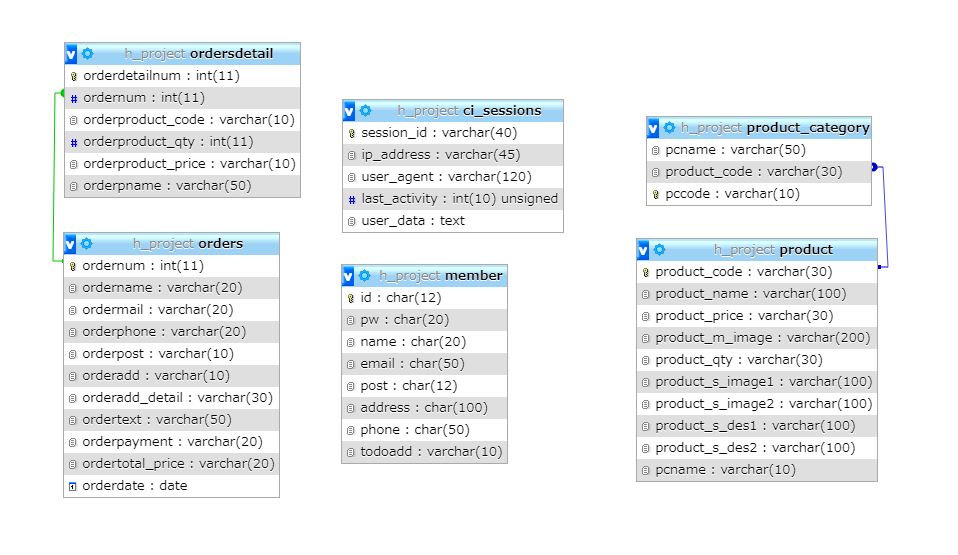 h_project ordersdetail
orderdetailnum : int(11)
ordernum : int(11)
orderproduct_code : varchar(10)
orderproduct_qty : int(11)
orderproduct_price : varchar(10)
orderpname : varchar(50)
h_project orders
ordernum : int(11)
ordername : varchar(20)
ordermail : varchar(20)
orderphone : varchar(20)
orderpost : varchar(10)
orderadd : varchar(10)
orderadd_detail : varchar(30)
ordertext : varchar(50)
orderpayment : varchar(20)
ordertotal_price : varchar(20)
orderdate : date
h_project ci_sessions
session_id : varchar(40)
ip_address : varchar(45)
user_agent : varchar(120)
last_activity : int(10) unsigned
user_data : text
h_project member
id : char(12)
pw : char(20)
name : char(20)
email : char(50)
post : char(12)
address : char(100)
phone : char(50)
todoadd : varchar(10)
h_project product_category
pcname : varchar(50)
product_code : varchar(30)
pccode : varchar(10)
h_project product
product_code : varchar(30)
product_name : varchar(100)
product_price : varchar(30)
product_m_image : varchar(200)
product_qty : varchar(30)
product_s_image1 : varchar(100)
product_s_image2 : varchar(100)
product_s_des1 : varchar(100)
product_s_des2 : varchar(100)
pcname : varchar(10)